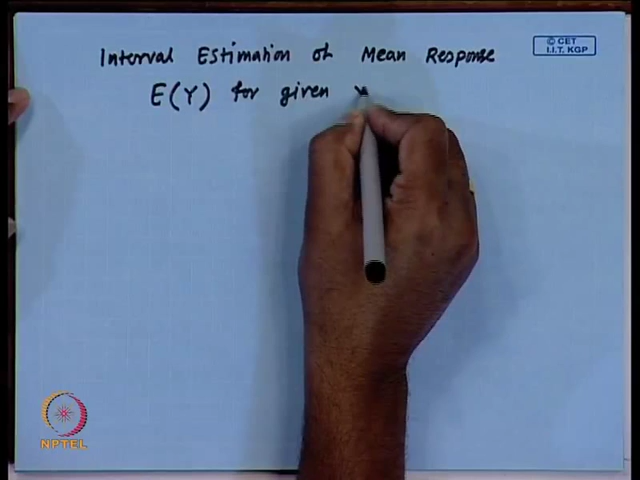 Interval Estimation of Mean Response
© CET
I.I.T. KGP
E(Y) for given
NPTEL